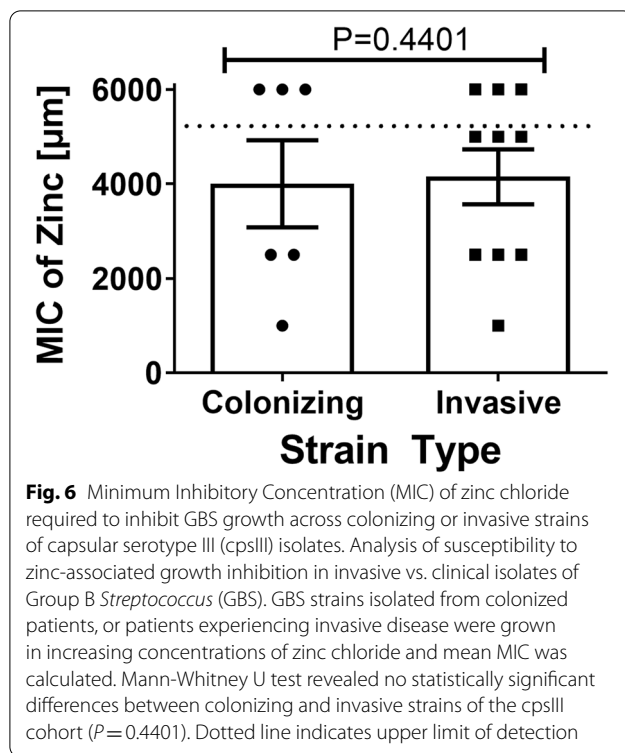 P=0.4401
MIC of Zinc [μm]
6000
4000
2000
0
Colonizing Invasive
Strain Type
Fig. 6 Minimum Inhibitory Concentration (MIC) of zinc chloride
required to inhibit GBS growth across colonizing or invasive strains
of capsular serotype III (cpsIII) isolates. Analysis of susceptibility to
zinc-associated growth inhibition in invasive vs. clinical isolates of
Group B Streptococcus (GBS). GBS strains isolated from colonized
patients, or patients experiencing invasive disease were grown
in increasing concentrations of zinc chloride and mean MIC was
calculated. Mann-Whitney U test revealed no statistically significant
differences between colonizing and invasive strains of the cpsIII
cohort (P = 0.4401). Dotted line indicates upper limit of detection